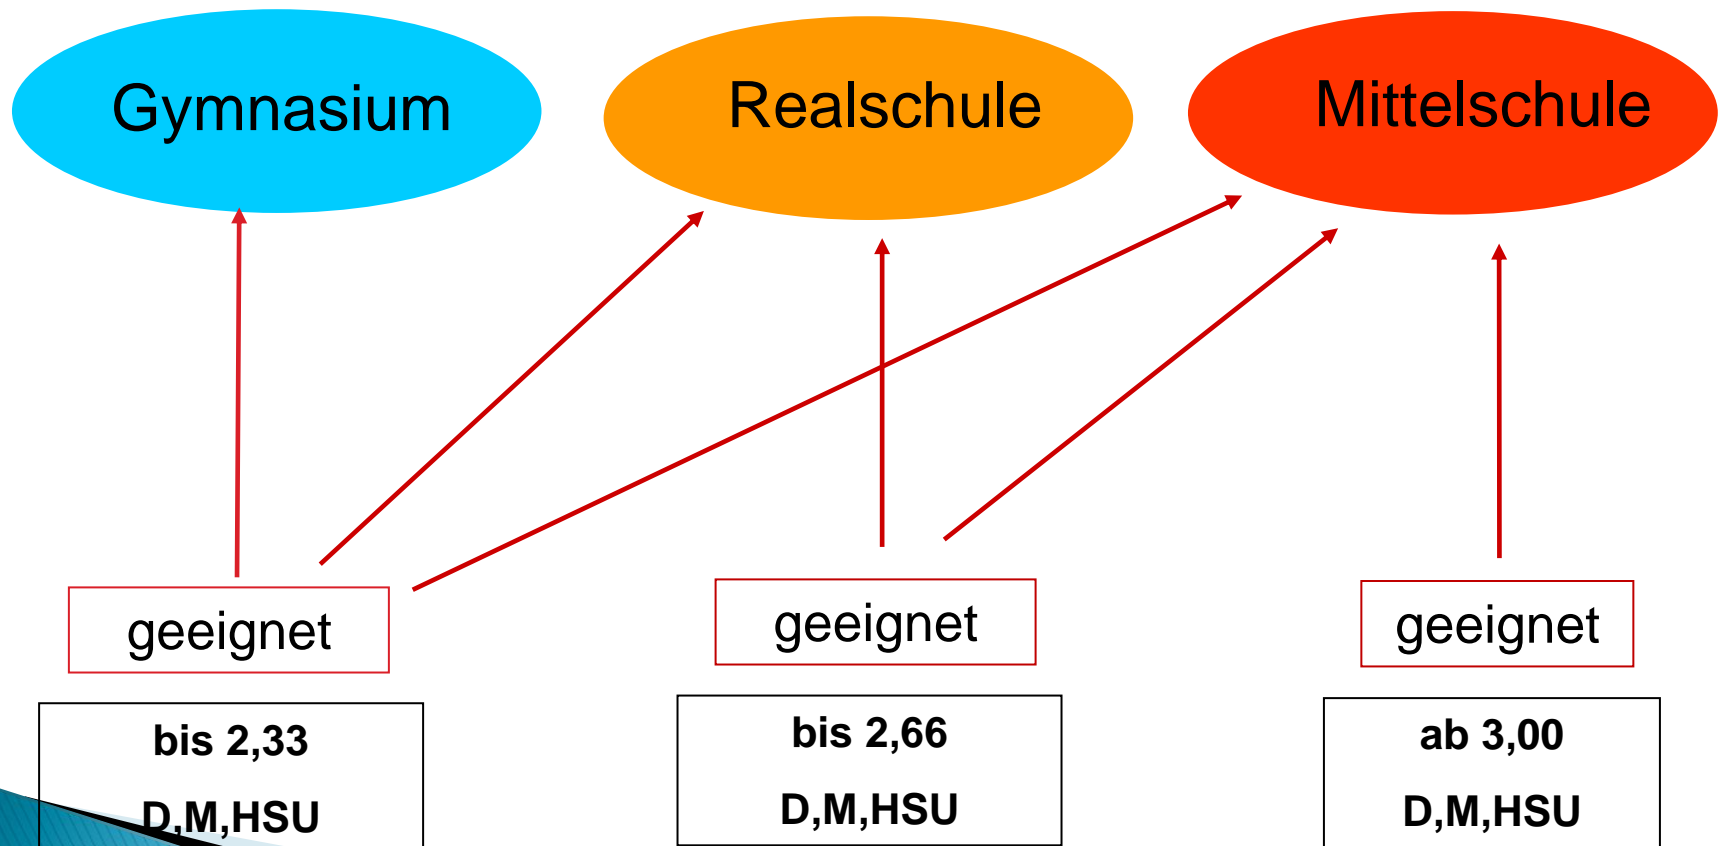 Gymnasium
Realschule
Mittelschule
geeignet
geeignet
geeignet
bis 2,33
D,M,HSU
bis 2,66
D,M,HSU
ab 3,00
D,M,HSU